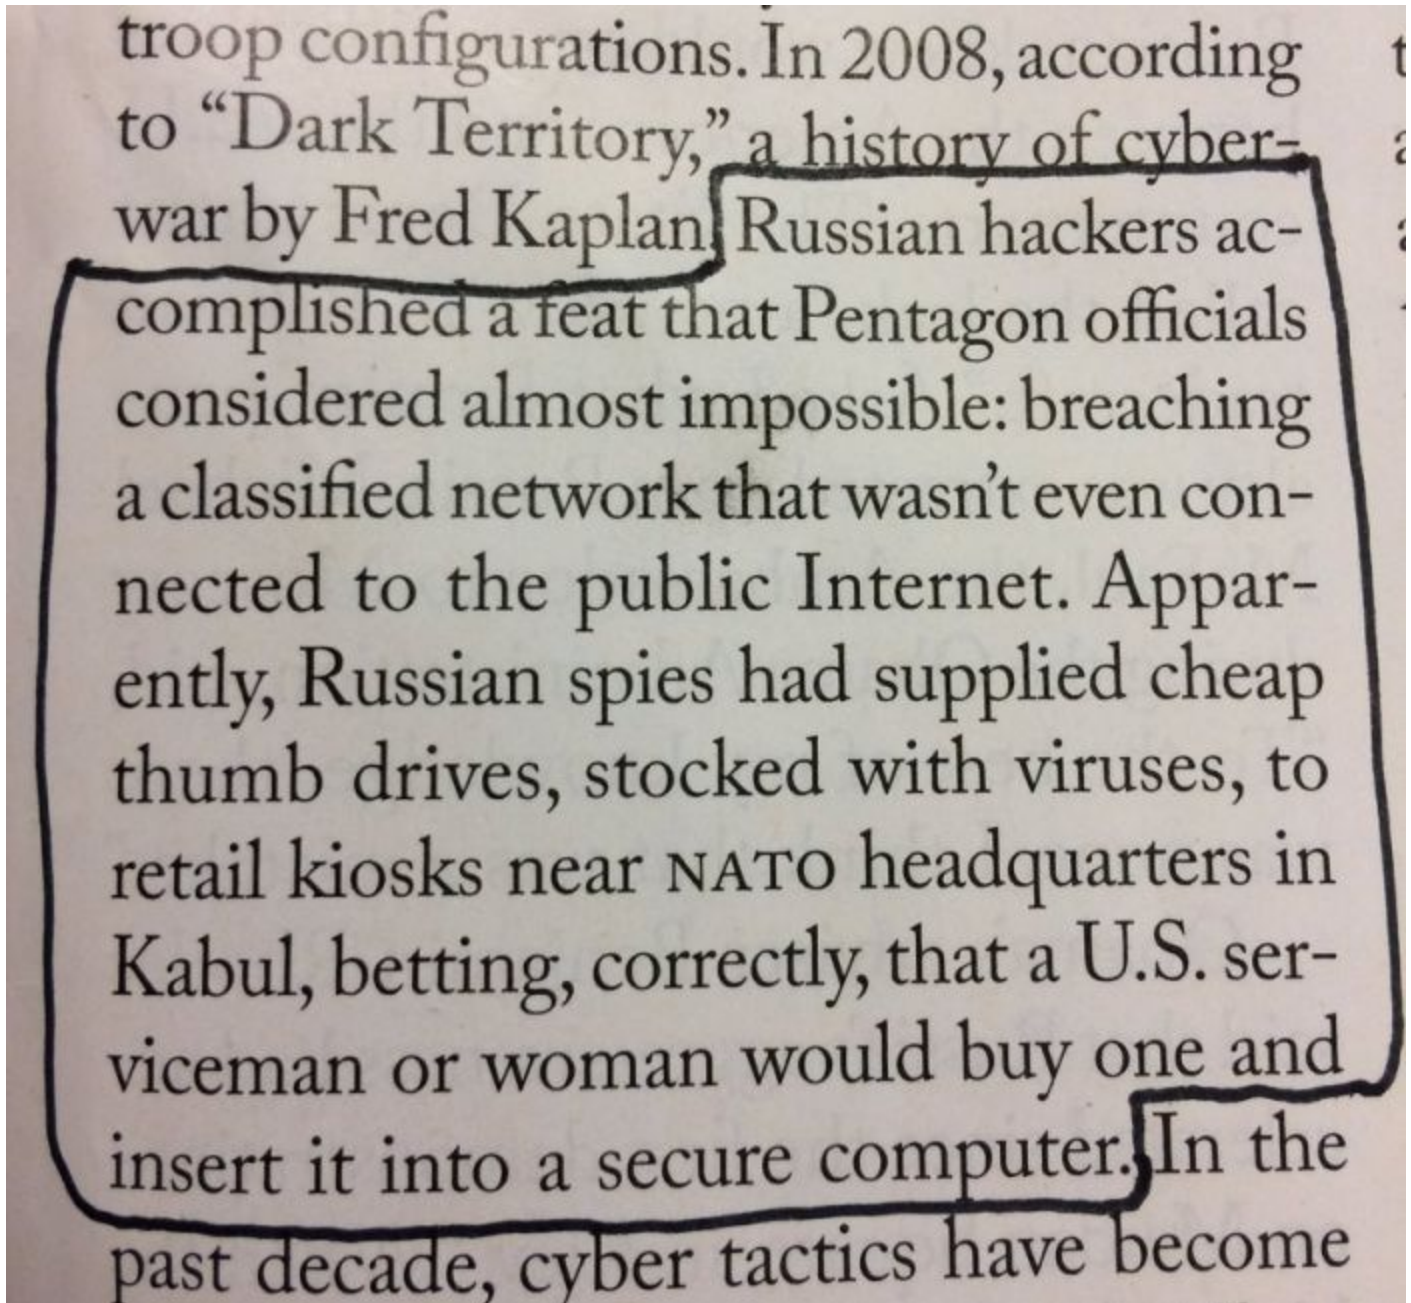 troop configurations. In 2008, according
to “Dark Territory,” a history of cyber-
war by Fred Kaplan, Russian hackers ac-
complished a feat that Pentagon officials
considered almost impossible: breaching
a classified network that wasn’t even con-
nected to the public Internet. Appar-
ently, Russian spies had supplied cheap
thumb drives, stocked with viruses, to
retail kiosks near NATO headquarters in
Kabul, betting, correctly, that a U.S. ser-
viceman or woman would buy one and
insert it into a secure computer. In the
past decade, cyber tactics have become